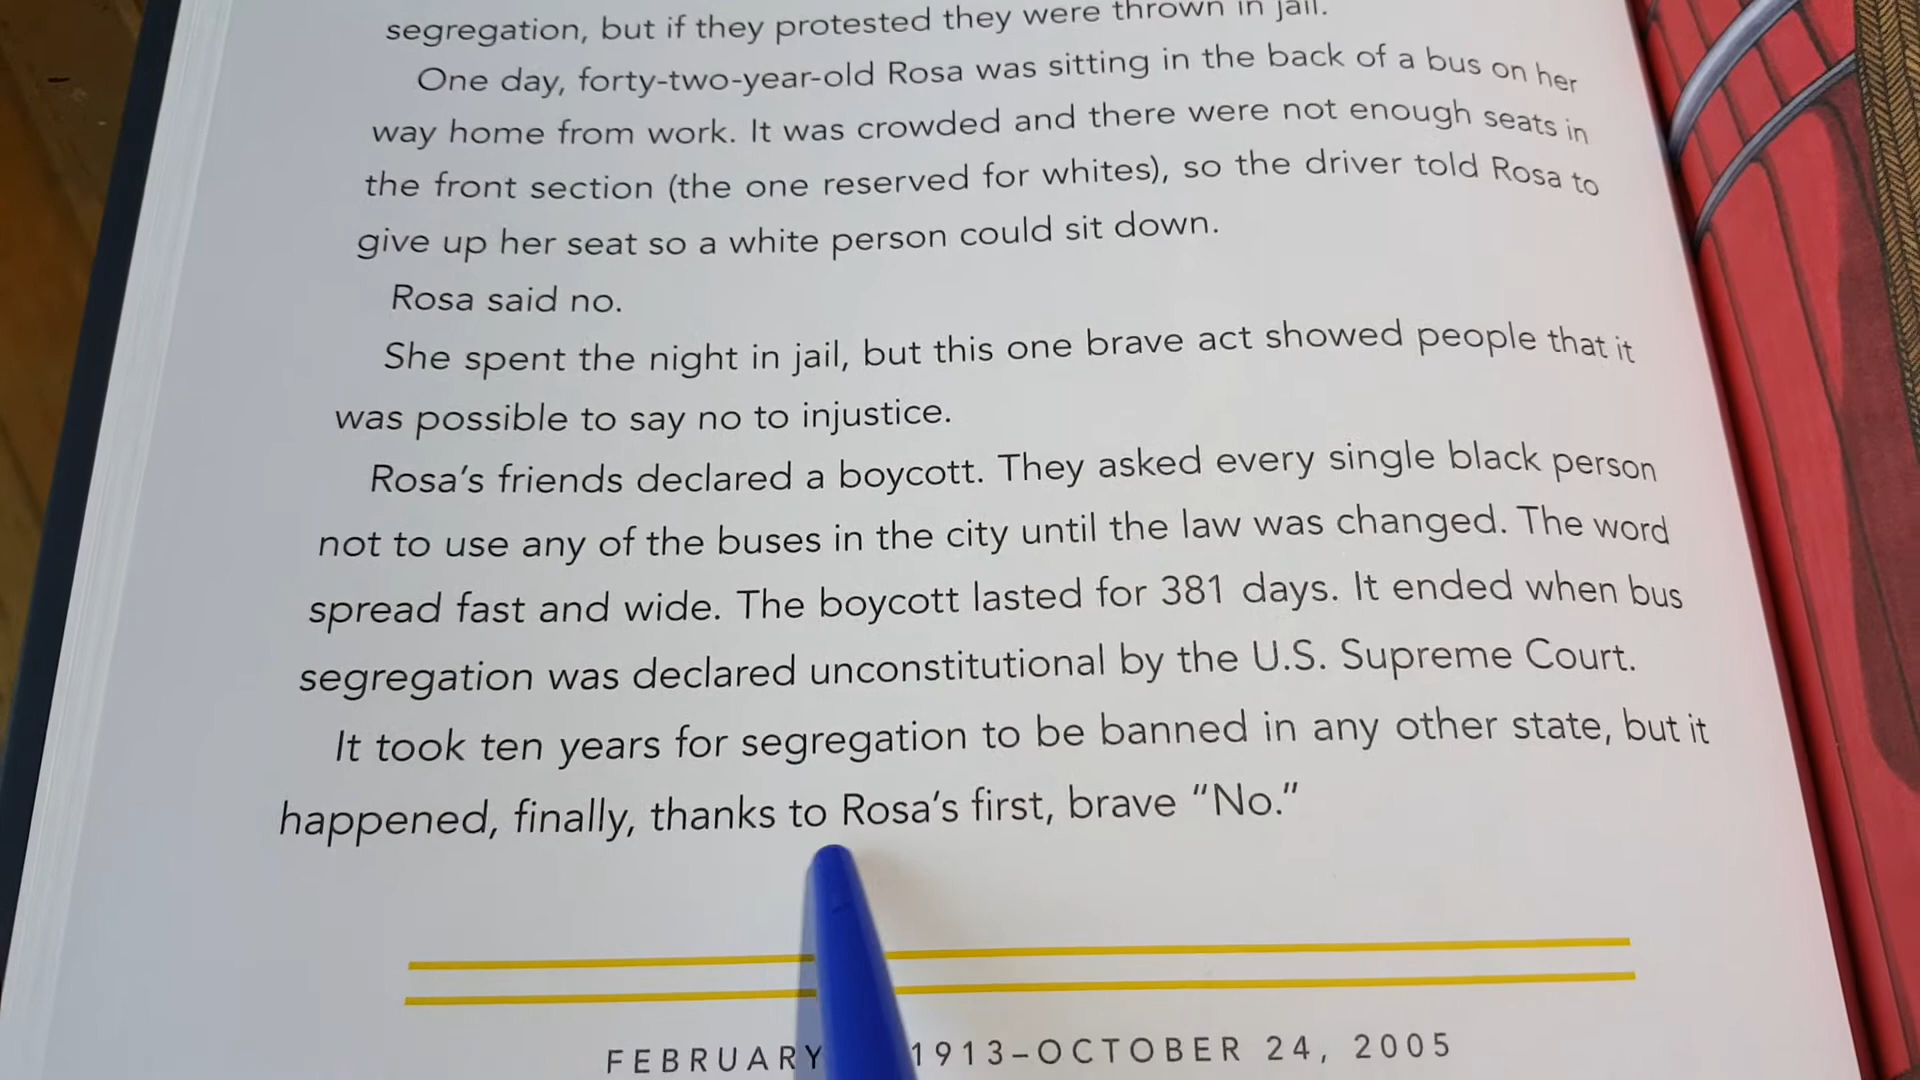 segregation, but if they protested they were thrown in jail.
One day, forty-two-year-old Rosa was sitting in the back of a bus on her
way home from work. It was crowded and there were not enough seats in
the front section (the one reserved for whites), so the driver told Rosa to
give up her seat so a white person could sit down.
Rosa said no.
She spent the night in jail, but this one brave act showed people that it
was possible to say no to injustice.
Rosa’s friends declared a boycott. They asked every single black person
not to use any of the buses in the city until the law was changed. The word
spread fast and wide. The boycott lasted for 381 days. It ended when bus
segregation was declared unconstitutional by the U.S. Supreme Court.
It took ten years for segregation to be banned in any other state, but it
happened, finally, thanks to Rosa’s first, brave “No.”
FEBRUARY 1913–OCTOBER 24, 2005